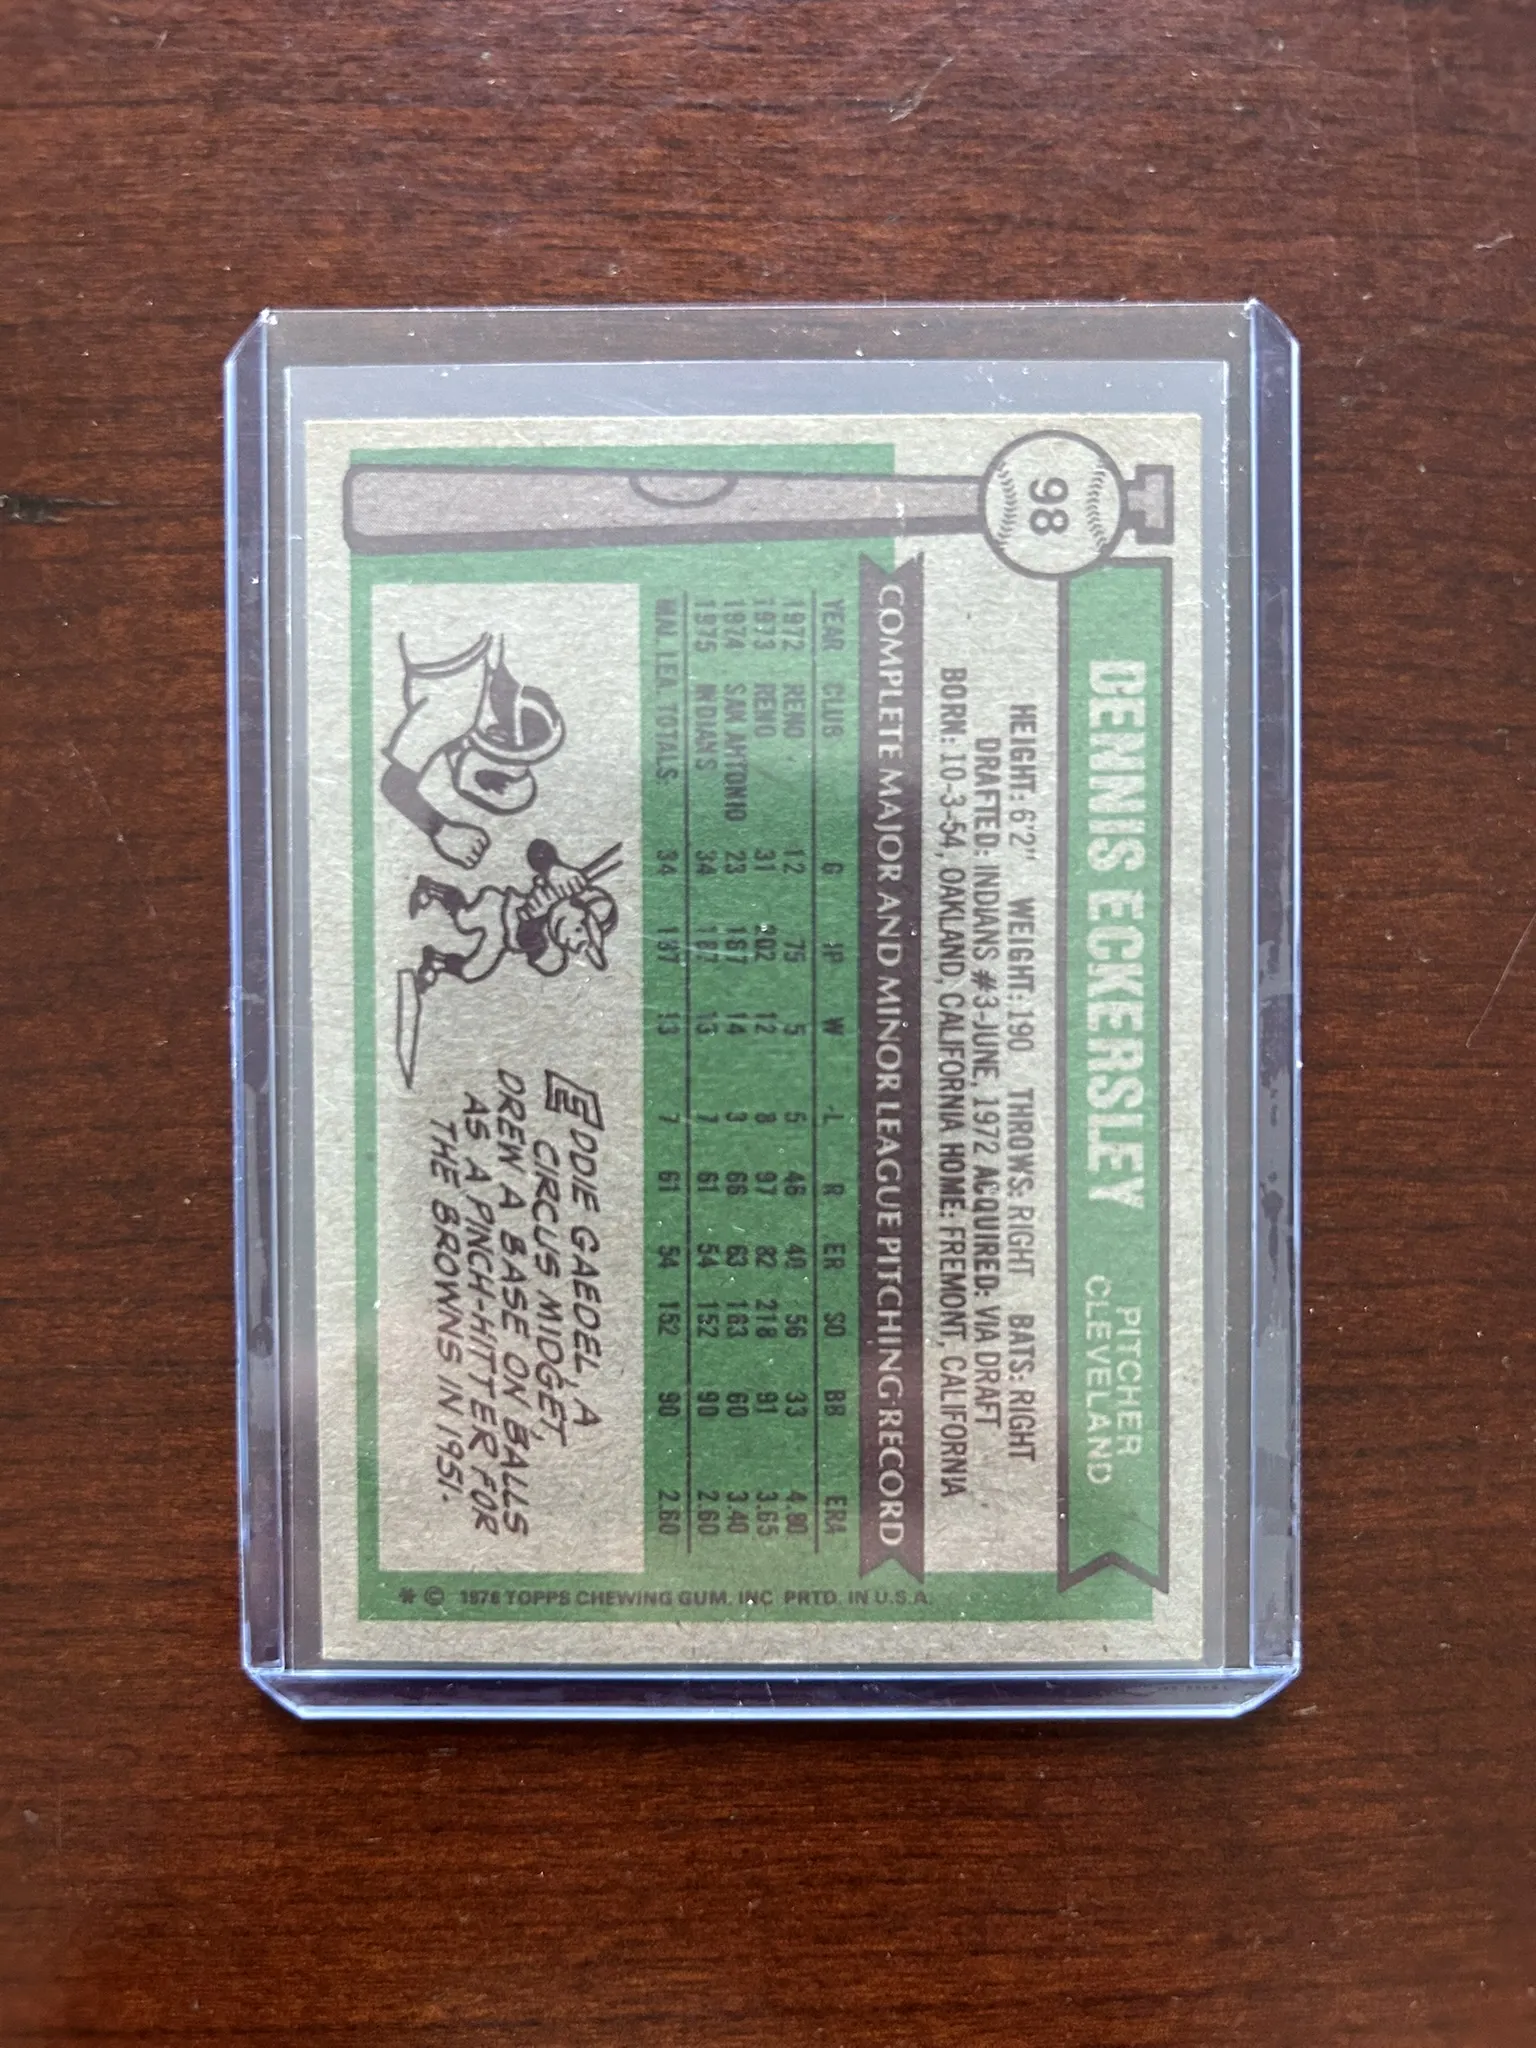 98
DENNIS ECKERSLEY
PITCHER
CLEVELAND
HEIGHT: 6'2" WEIGHT: 190 THROWS: RIGHT BATS: RIGHT
DRAFTED: INDIANS #3-JUNE, 1972 ACQUIRED: VIA DRAFT
BORN: 10-3-54, OAKLAND, CALIFORNIA HOME: FREMONT, CALIFORNIA
COMPLETE MAJOR AND MINOR LEAGUE PITCHING RECORD
YEAR CLUB G IP W L R ER SO BB ERA
1972 RENO 12 75 5 5 46 40 56 33 4.80
1973 RENO 31 202 12 8 97 82 218 91 3.65
1974 SAN ANTONIO 23 167 14 3 66 63 163 60 3.40
1975 INDIANS 34 187 13 7 61 54 152 90 2.60
MAJ. LEA. TOTALS 34 187 13 7 61 54 152 90 2.60
EDDIE GAEDEL, A
CIRCUS MIDGET,
DREW A BASE ON BALLS
AS A PINCH-HITTER FOR
THE BROWNS IN 1951.
* © 1976 TOPPS CHEWING GUM, INC PRTD. IN U.S.A.